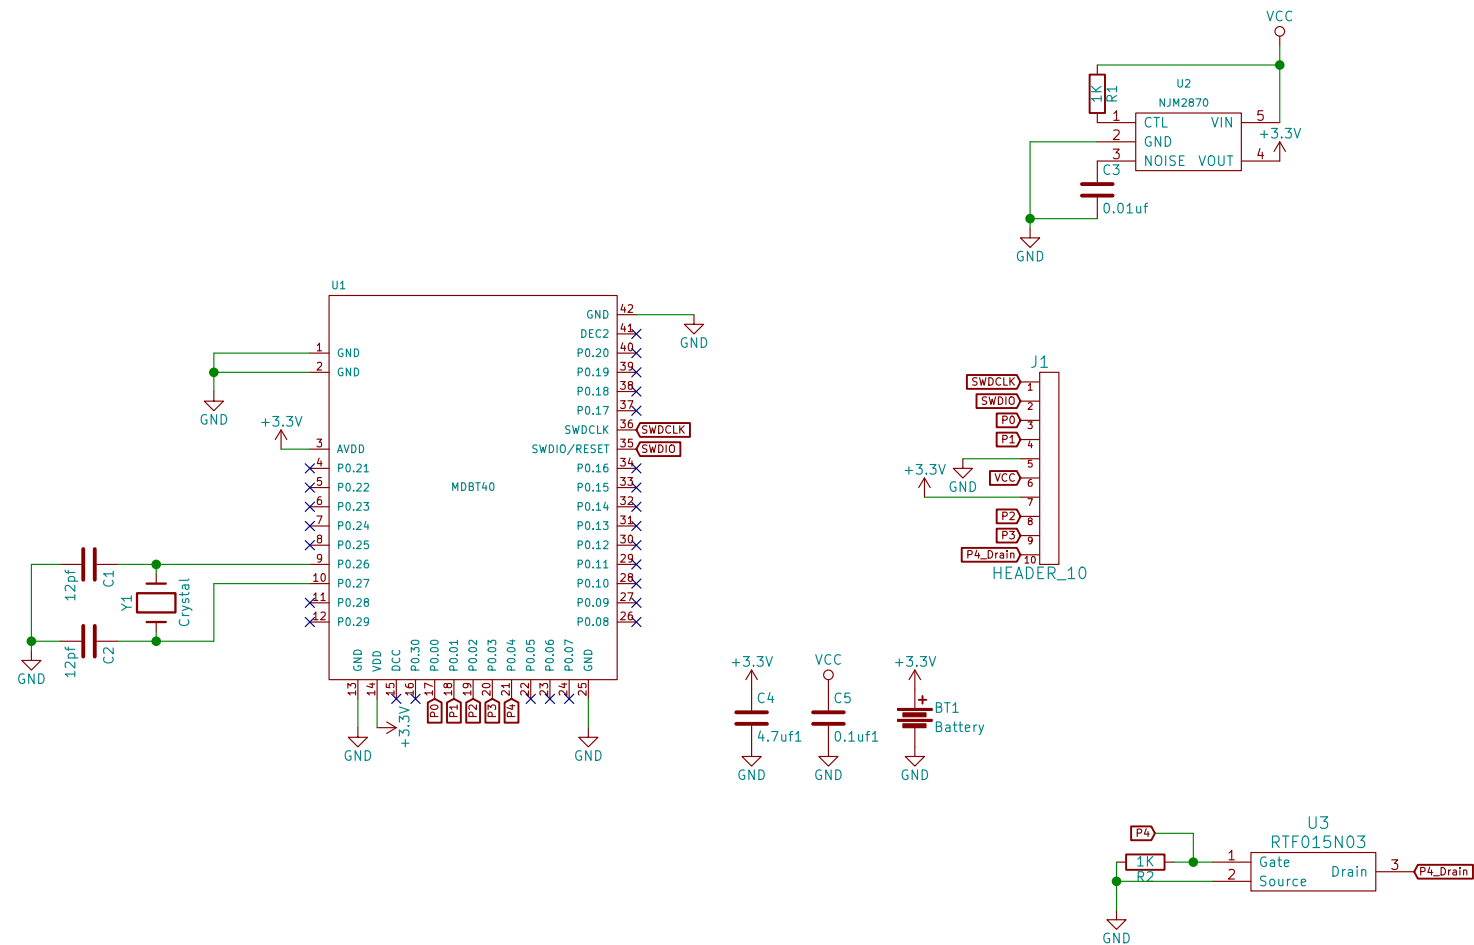 VCC
U2
NJM2870
1K
R1
1 CTL VIN 5
+3.3V
2 GND
3 NOISE VOUT 4
C3
0.01uf
GND
U1
MDBT40
GND 42
GND
DEC2 41
1 GND
P0.20 40
2 GND
P0.19 39
P0.18 38
P0.17 37
GND
+3.3V
SWDCLK 36 SWDCLK
3 AVDD
SWDIO/RESET 35 SWDIO
4 P0.21
P0.16 34
5 P0.22
P0.15 33
6 P0.23
P0.14 32
7 P0.24
P0.13 31
8 P0.25
P0.12 30
9 P0.26
P0.11 29
10 P0.27
P0.10 28
11 P0.28
P0.09 27
12 P0.29
P0.08 26
12pf
C1
Y1
Crystal
12pf
C2
GND
GND 13
VDD 14
DCC 15
P0.30 16
P0.00 17
P0.01 18
P0.02 19
P0.03 20
P0.04 21
P0.05 22
P0.06 23
P0.07 24
GND 25
P0
P1
P2
P3
P4
+3.3V
GND
GND
J1
SWDCLK 1
SWDIO 2
P0 3
P1 4
5
GND
VCC 6
+3.3V
7
P2 8
P3 9
P4_Drain 10
HEADER_10
+3.3V
C4
4.7uf1
GND
VCC
C5
0.1uf1
GND
+3.3V
+
BT1
Battery
GND
U3
RTF015N03
P4
1K
R2
1 Gate
2 Source
Drain 3 P4_Drain
GND